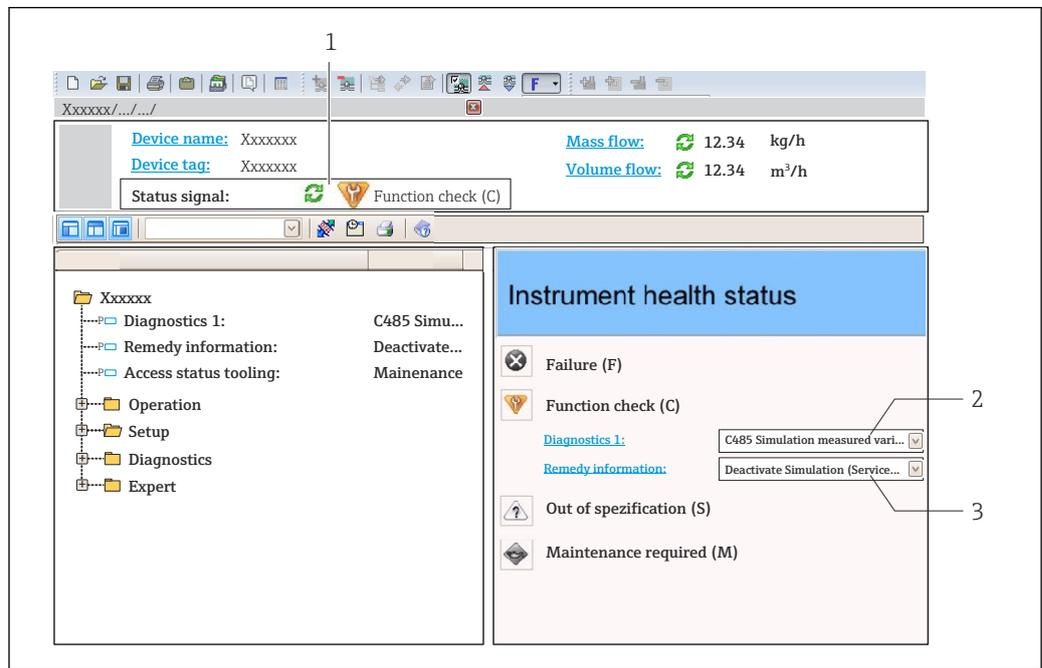 1
F
Xxxxxx/.../.../
Device name: Xxxxxxx
Mass flow: 12.34 kg/h
Device tag: Xxxxxxx
Volume flow: 12.34 m³/h
Status signal: Function check (C)
Xxxxxx
Diagnostics 1: C485 Simu...
Remedy information: Deactivate...
Access status tooling: Mainenance
Operation
Setup
Diagnostics
Expert
Instrument health status
Failure (F)
Function check (C)
2
Diagnostics 1: C485 Simulation measured vari...
Remedy information: Deactivate Simulation (Service...
Out of spezification (S)
3
Maintenance required (M)